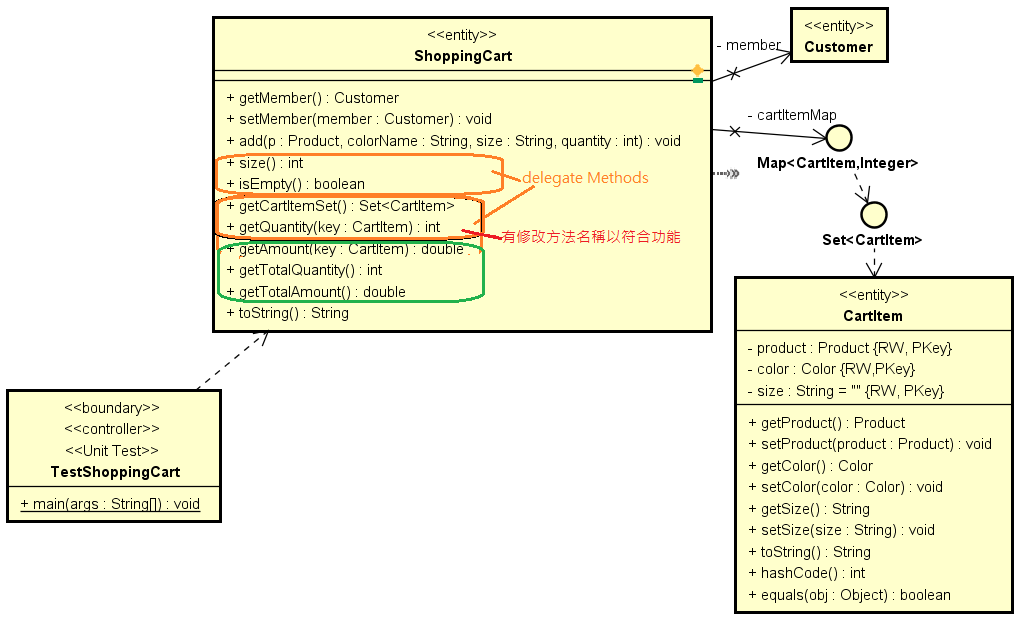 <<entity>>
ShoppingCart
+ getMember() : Customer
+ setMember(member : Customer) : void
+ add(p : Product, colorName : String, size : String, quantity : int) : void
+ size() : int
+ isEmpty() : boolean
+ getCartItemSet() : Set<CartItem>
+ getQuantity(key : CartItem) : int
+ getAmount(key : CartItem) : double
+ getTotalQuantity() : int
+ getTotalAmount() : double
+ toString() : String
delegate Methods
有修改方法名稱以符合功能
- member
<<entity>>
Customer
- cartItemMap
Map<CartItem,Integer>
Set<CartItem>
<<entity>>
CartItem
- product : Product {RW, PKey}
- color : Color {RW,PKey}
- size : String = "" {RW, PKey}
+ getProduct() : Product
+ setProduct(product : Product) : void
+ getColor() : Color
+ setColor(color : Color) : void
+ getSize() : String
+ setSize(size : String) : void
+ toString() : String
+ hashCode() : int
+ equals(obj : Object) : boolean
<<boundary>>
<<controller>>
<<Unit Test>>
TestShoppingCart
+ main(args : String[]) : void